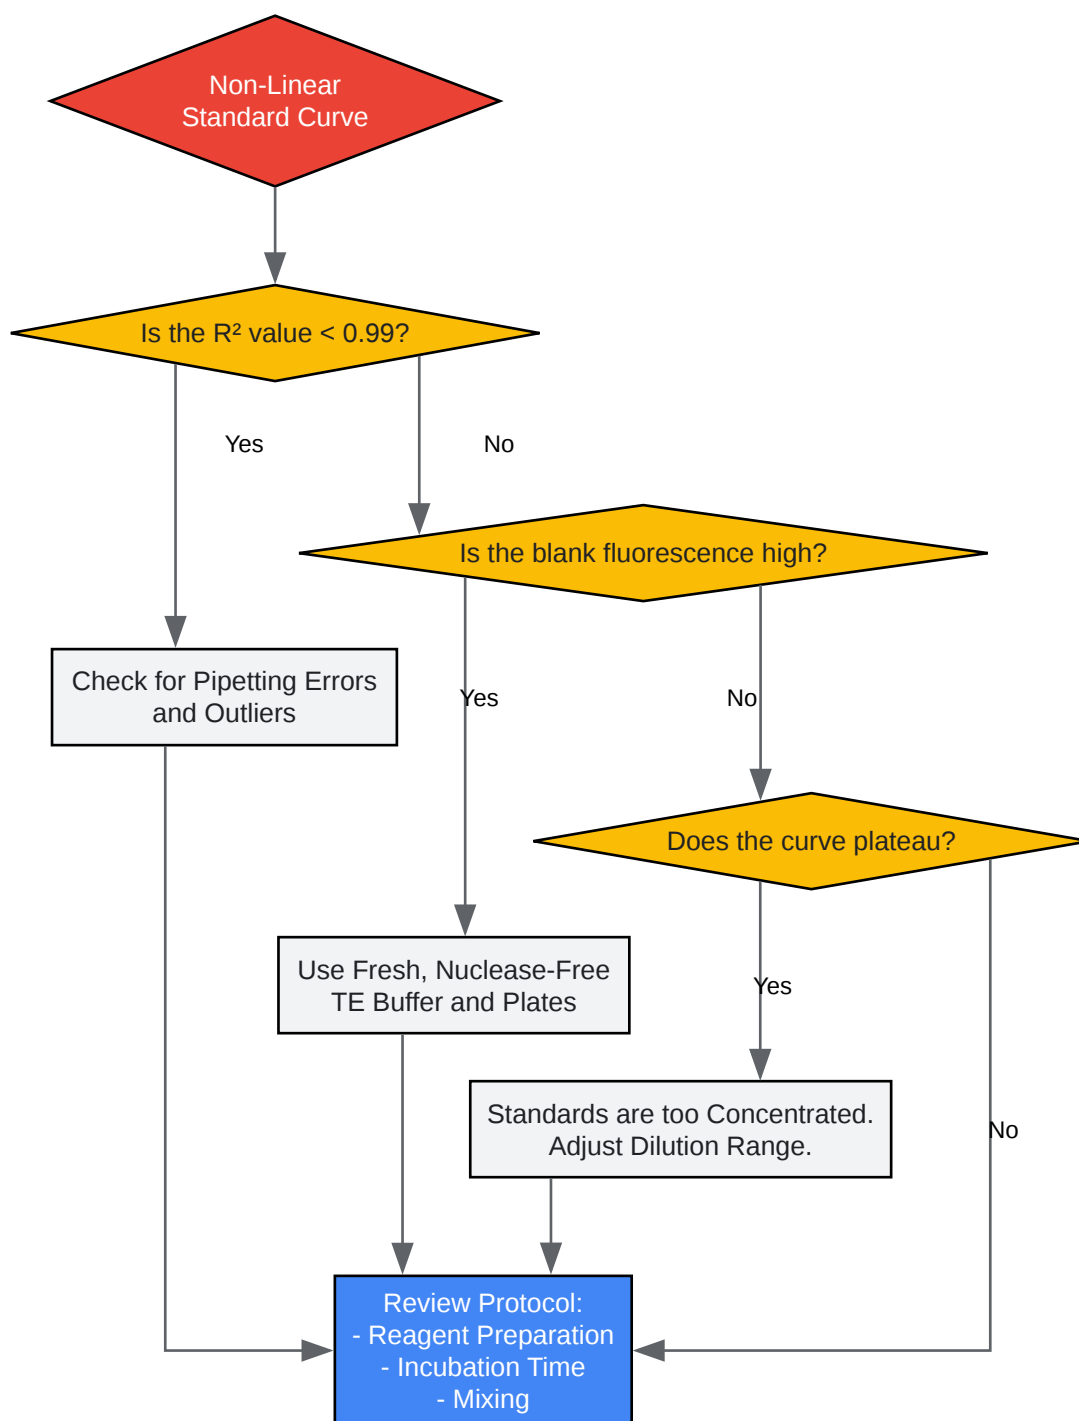 Non-Linear
Standard Curve
Is the R² value < 0.99?
Yes
No
Is the blank fluorescence high?
Check for Pipetting Errors
and Outliers
Yes
No
Does the curve plateau?
Use Fresh, Nuclease-Free
TE Buffer and Plates
Yes
Standards are too Concentrated.
Adjust Dilution Range.
No
Review Protocol:
- Reagent Preparation
- Incubation Time
- Mixing